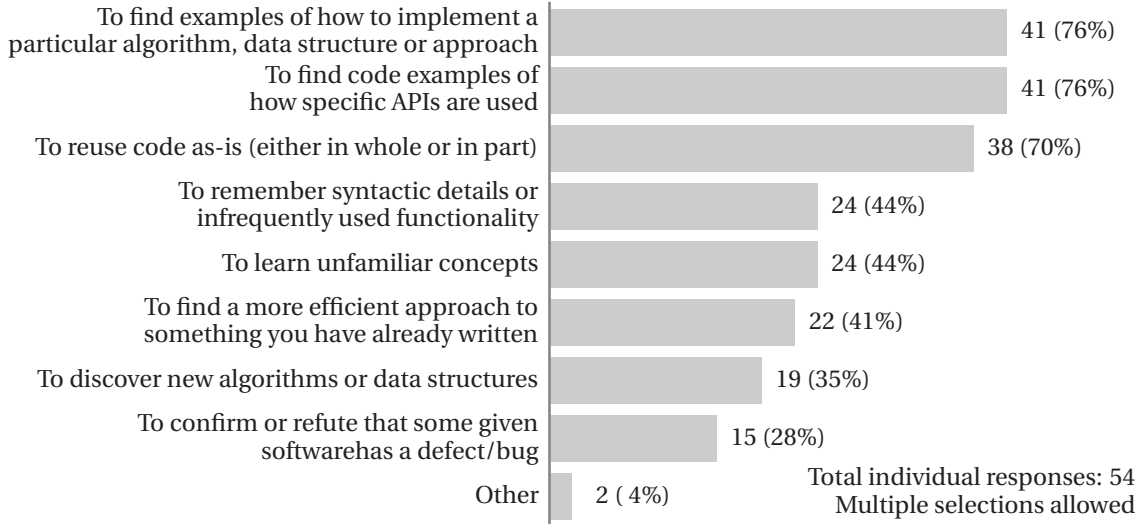 To find examples of how to implement a
particular algorithm, data structure or approach
41 (76%)
To find code examples of
how specific APIs are used
41 (76%)
To reuse code as-is (either in whole or in part)
38 (70%)
To remember syntactic details or
infrequently used functionality
24 (44%)
To learn unfamiliar concepts
24 (44%)
To find a more efficient approach to
something you have already written
22 (41%)
To discover new algorithms or data structures
19 (35%)
To confirm or refute that some given
softwarehas a defect/bug
15 (28%)
Other
2 ( 4%)
Total individual responses: 54
Multiple selections allowed